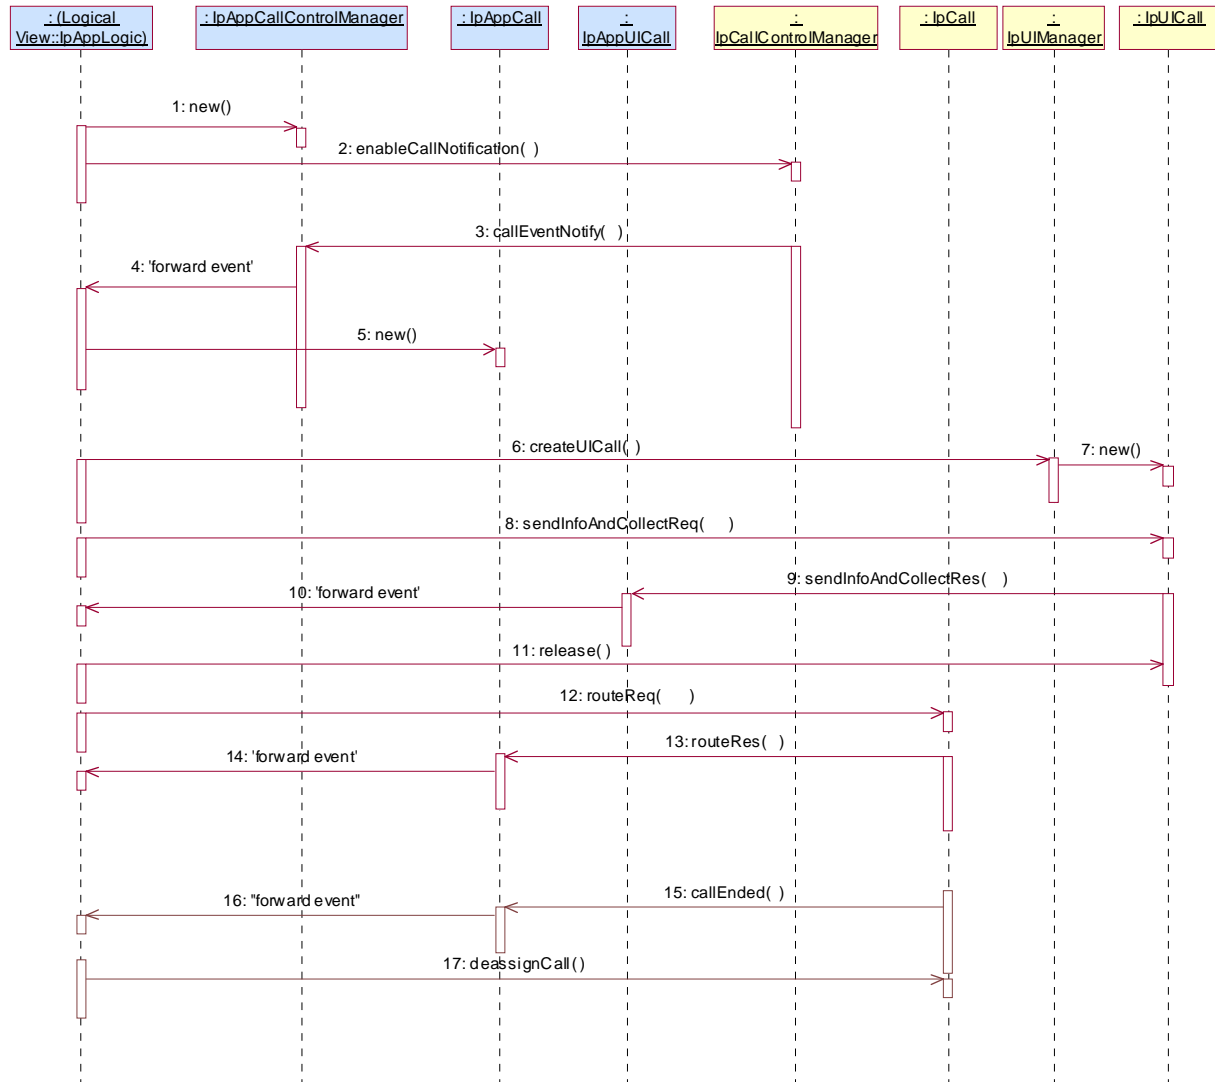 : (Logical
View::IpAppLogic)
: IpAppCallControlManager
: IpAppCall
:
IpAppUICall
:
IpCallControlManager
: IpCall
:
IpUIManager
: IpUICall
1: new()
2: enableCallNotification( )
3: callEventNotify( )
4: 'forward event'
5: new()
6: createUICall( )
7: new()
8: sendInfoAndCollectReq( )
9: sendInfoAndCollectRes( )
10: 'forward event'
11: release( )
12: routeReq( )
13: routeRes( )
14: 'forward event'
15: callEnded( )
16: "forward event"
17: deassignCall( )